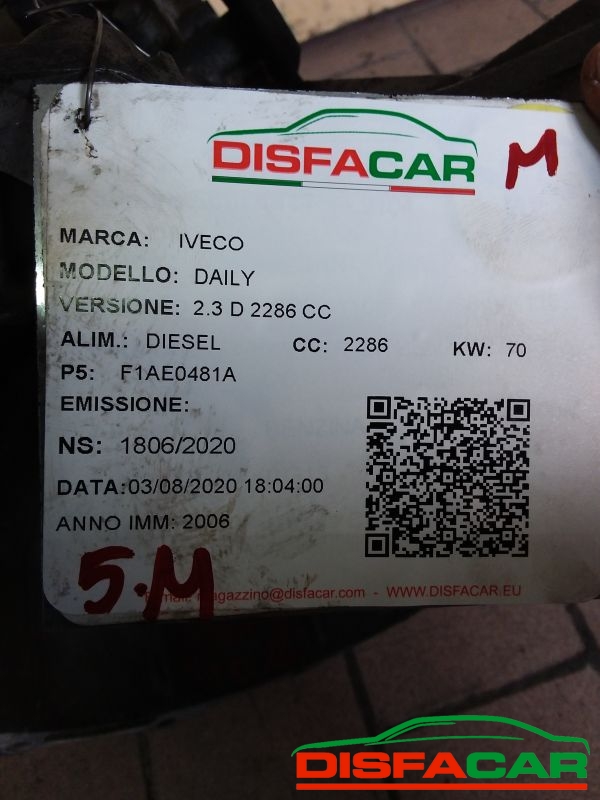 DISFACAR
M
MARCA: IVECO
MODELLO: DAILY
VERSIONE: 2.3 D 2286 CC
ALIM.: DIESEL CC: 2286 KW: 70
P5: F1AE0481A
EMISSIONE:
NS: 1806/2020
DATA:03/08/2020 18:04:00
ANNO IMM: 2006
5.M
magazzino@disfacar.com - WWW.DISFACAR.EU
DISFACAR